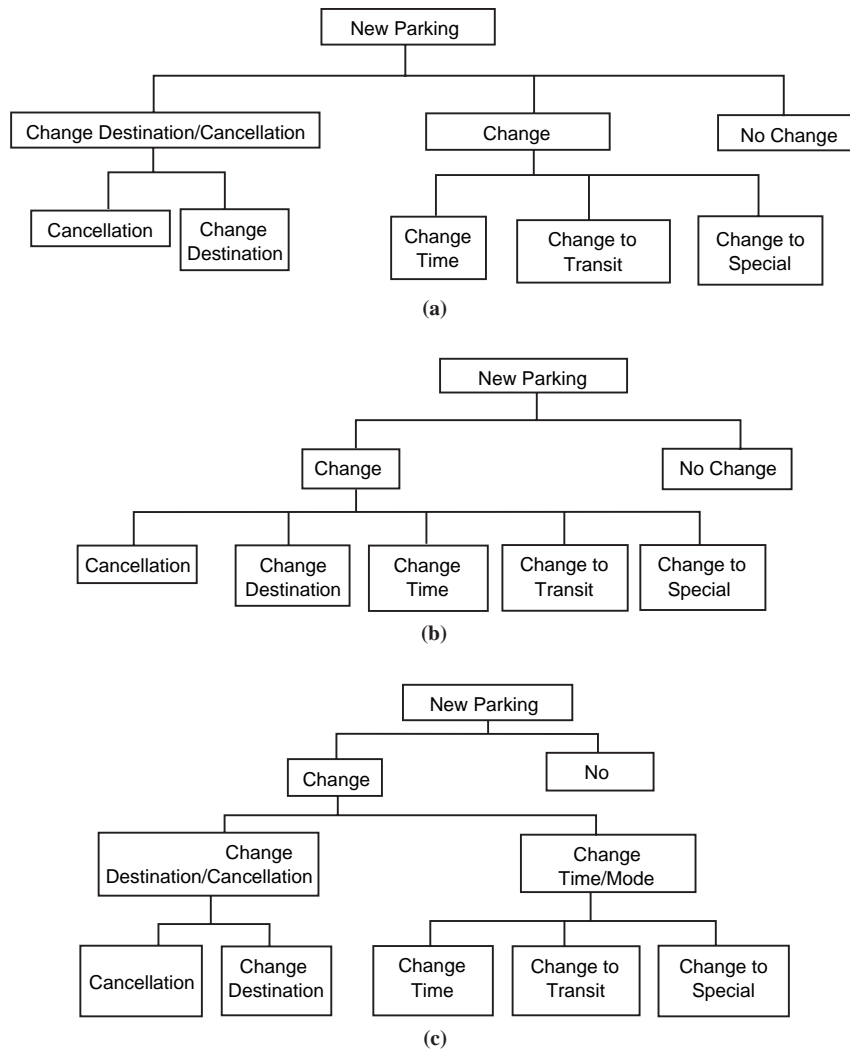 New Parking
Change Destination/Cancellation
Change
No Change
Cancellation
Change
Destination
Change
Time
Change to
Transit
Change to
Special
(a)
New Parking
Change
No Change
Cancellation
Change
Destination
Change
Time
Change to
Transit
Change to
Special
(b)
New Parking
Change
No
Change
Destination/Cancellation
Change
Time/Mode
Cancellation
Change
Destination
Change
Time
Change to
Transit
Change to
Special
(c)